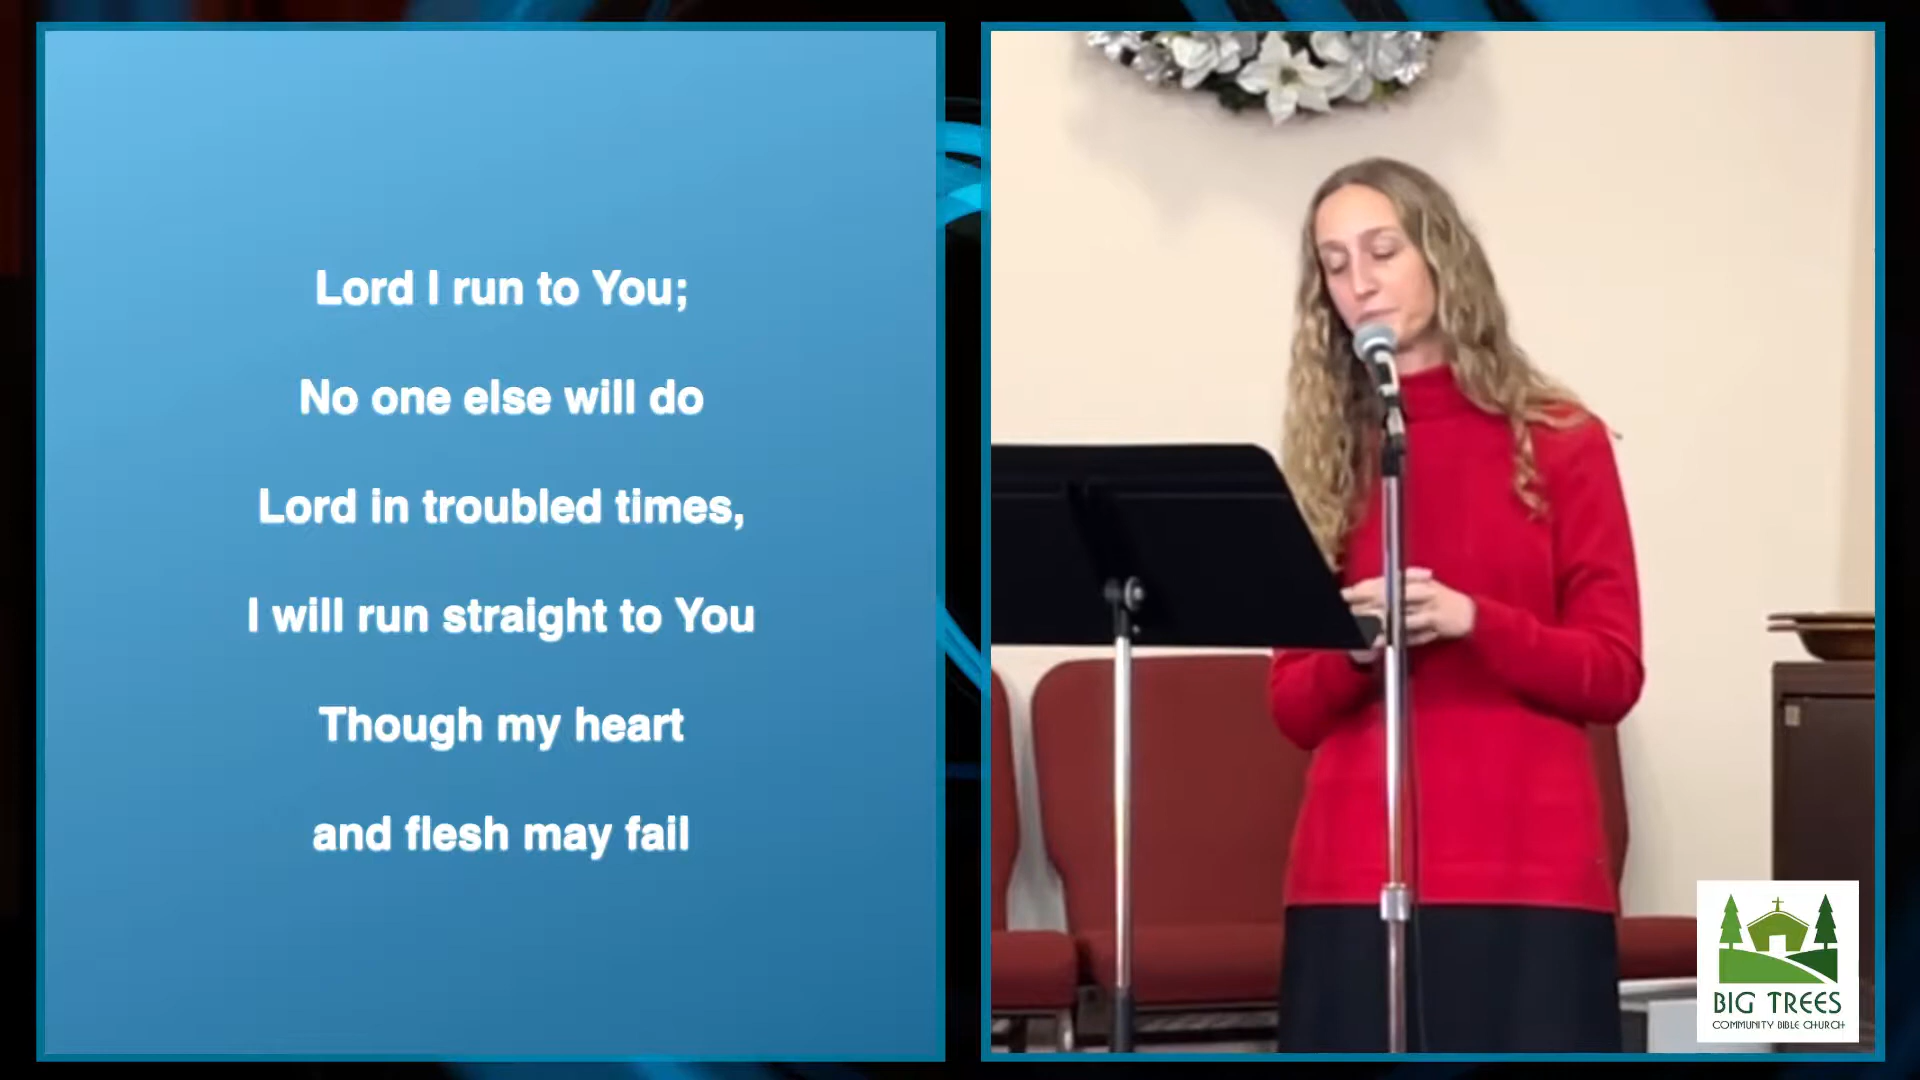 Lord I run to You;
No one else will do
Lord in troubled times,
I will run straight to You
Though my heart
and flesh may fail
BIG TREES
COMMUNITY BIBLE CHURCH